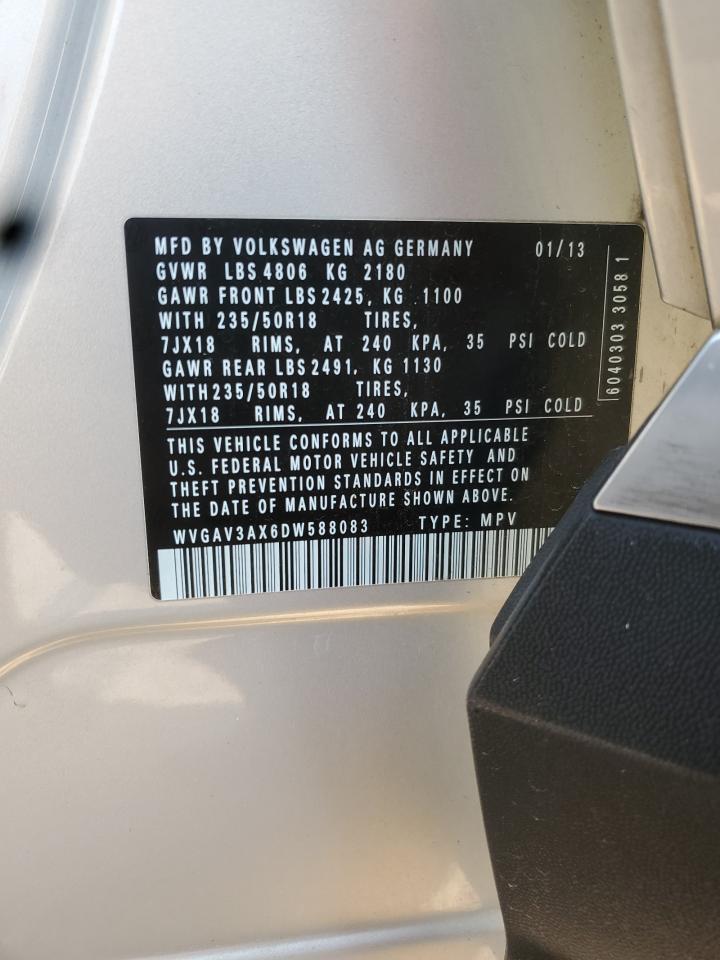 MFD BY VOLKSWAGEN AG GERMANY 01/13
GVWR LBS 4806 KG 2180
GAWR FRONT LBS 2425, KG 1100
WITH 235/50R18 TIRES,
7JX18 RIMS, AT 240 KPA, 35 PSI COLD
GAWR REAR LBS 2491, KG 1130
WITH 235/50R18 TIRES,
7JX18 RIMS, AT 240 KPA, 35 PSI COLD
THIS VEHICLE CONFORMS TO ALL APPLICABLE
U.S. FEDERAL MOTOR VEHICLE SAFETY AND
THEFT PREVENTION STANDARDS IN EFFECT ON
THE DATE OF MANUFACTURE SHOWN ABOVE.
WVGAV3AX6DW588083 TYPE: MPV
6040303 3058 1